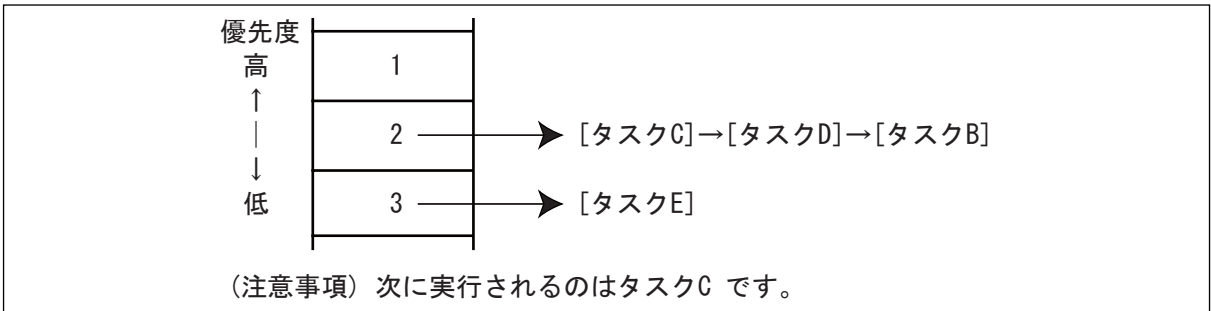 優先度
高
1
↑
|
2
[タスクC]→[タスクD]→[タスクB]
↓
低
3
[タスクE]
(注意事項) 次に実行されるのはタスクC です。